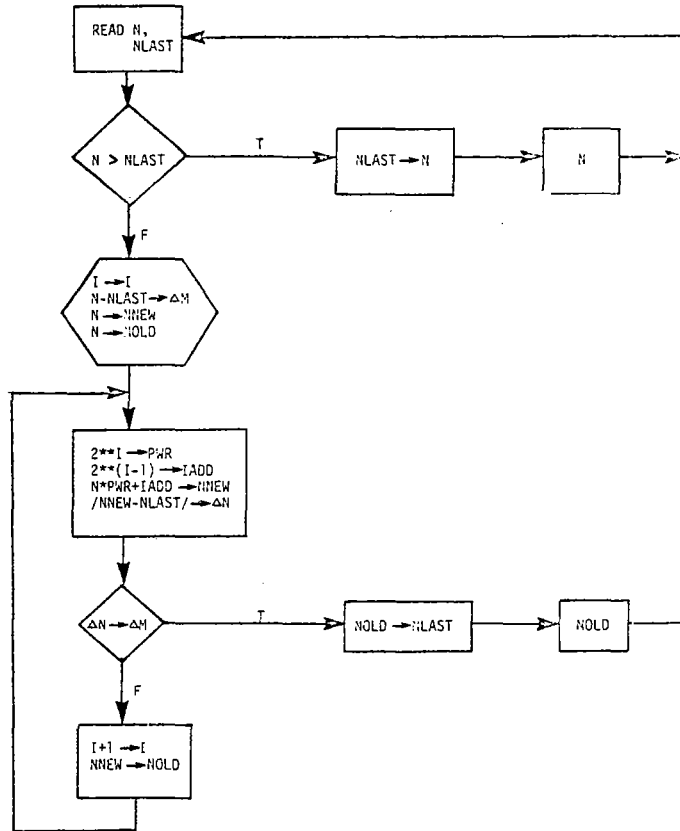 READ N,
NLAST
N > NLAST
T
NLAST→N
N
F
I→I
N-NLAST→ΔM
N→NNEW
N→NOLD
2**I→PWR
2**(I-1)→IADD
N*PWR+IADD→NNEW
/NNEW-NLAST/→ΔN
ΔN→ΔM
T
NOLD→NLAST
NOLD
F
I+1→I
NNEW→NOLD